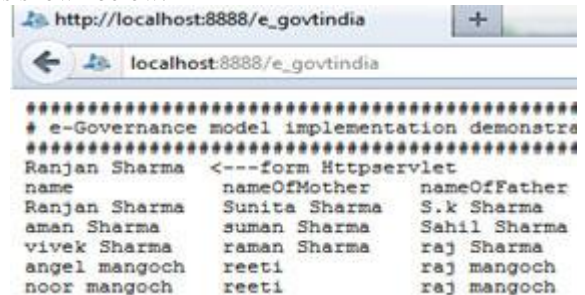 http://localhost:8888/e_govtindia +
localhost:8888/e_govtindia
# e-Governance model implementation demonstra
Ranjan Sharma <---form Httpservlet
name nameOfMother nameOfFather
Ranjan Sharma Sunita Sharma S.k Sharma
aman Sharma suman Sharma Sahil Sharma
vivek Sharma raman Sharma raj Sharma
angel mangoch reeti raj mangoch
noor mangoch reeti raj mangoch